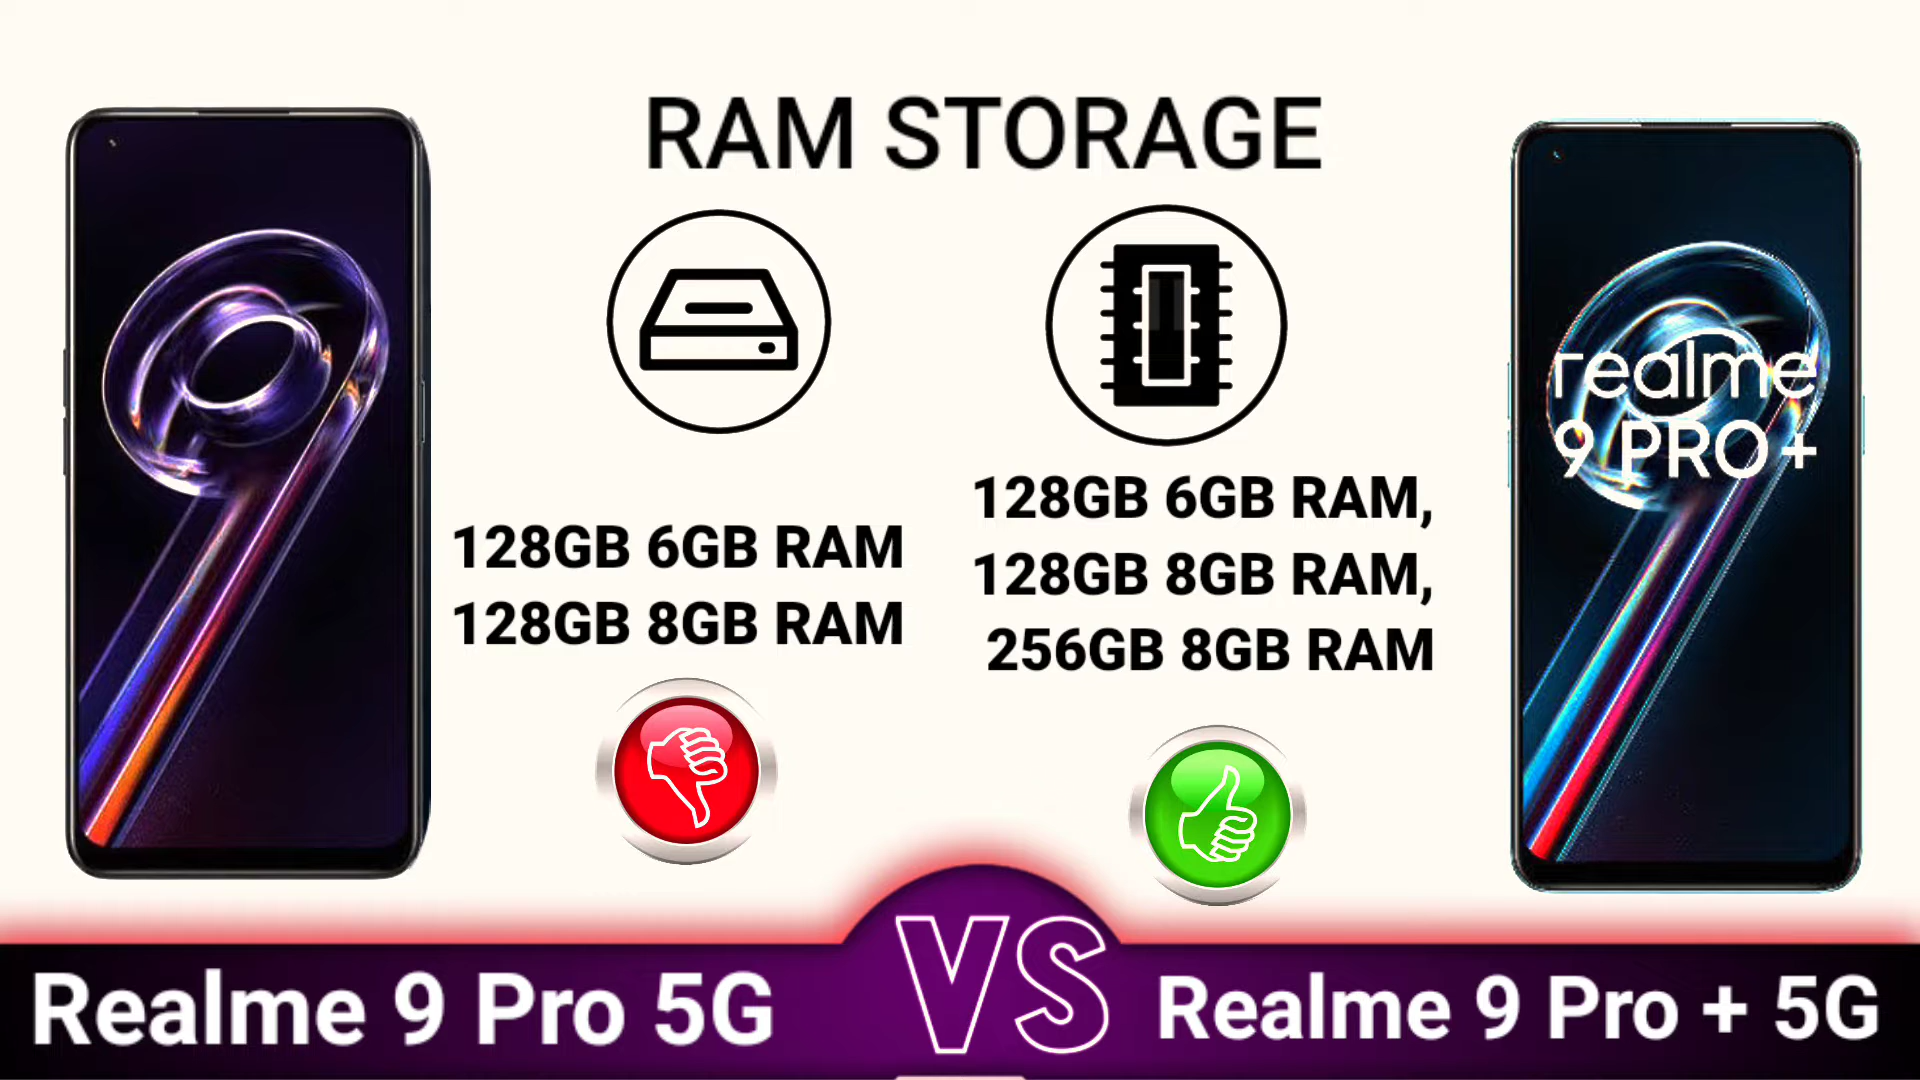 RAM STORAGE
128GB 6GB RAM
128GB 8GB RAM
128GB 6GB RAM,
128GB 8GB RAM,
256GB 8GB RAM
realme
9 PRO+
Realme 9 Pro 5G
VS
Realme 9 Pro + 5G